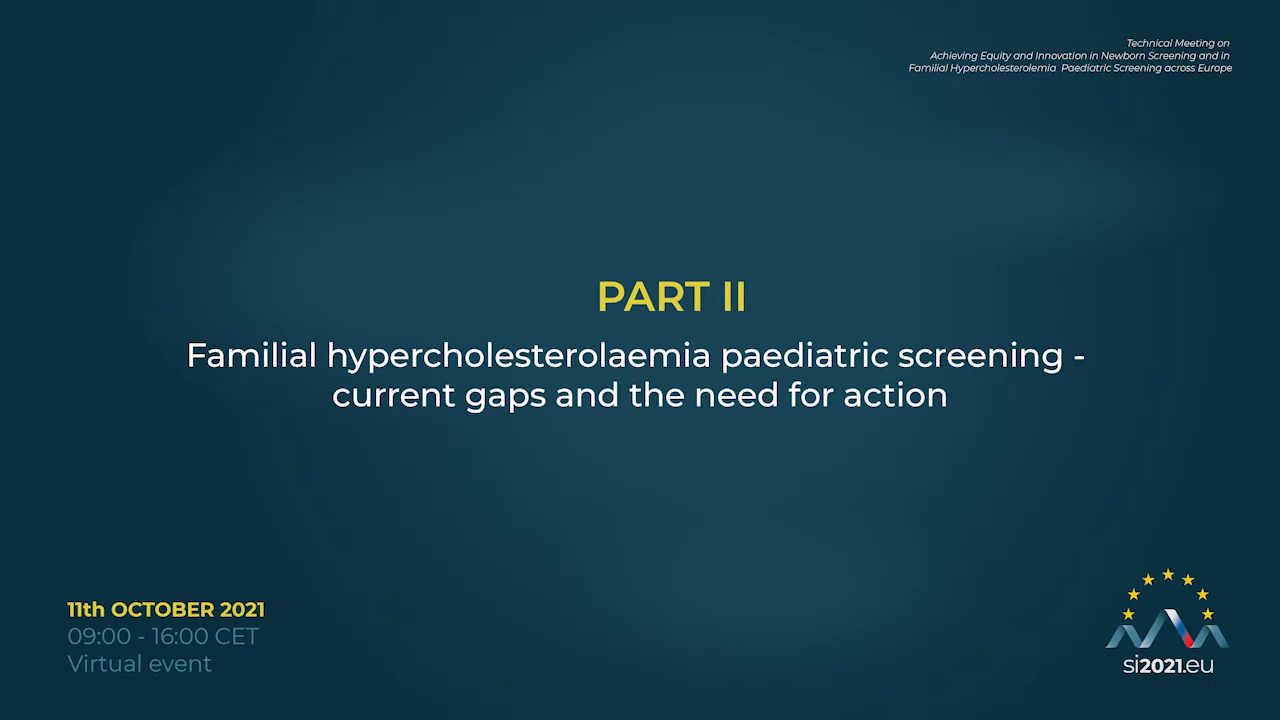 Technical Meeting on
Achieving Equity and Innovation in Newborn Screening and in
Familial Hypercholesterolemia Paediatric Screening across Europe
PART II
Familial hypercholesterolaemia paediatric screening -
current gaps and the need for action
11th OCTOBER 2021
09:00 - 16:00 CET
Virtual event
si2021.eu